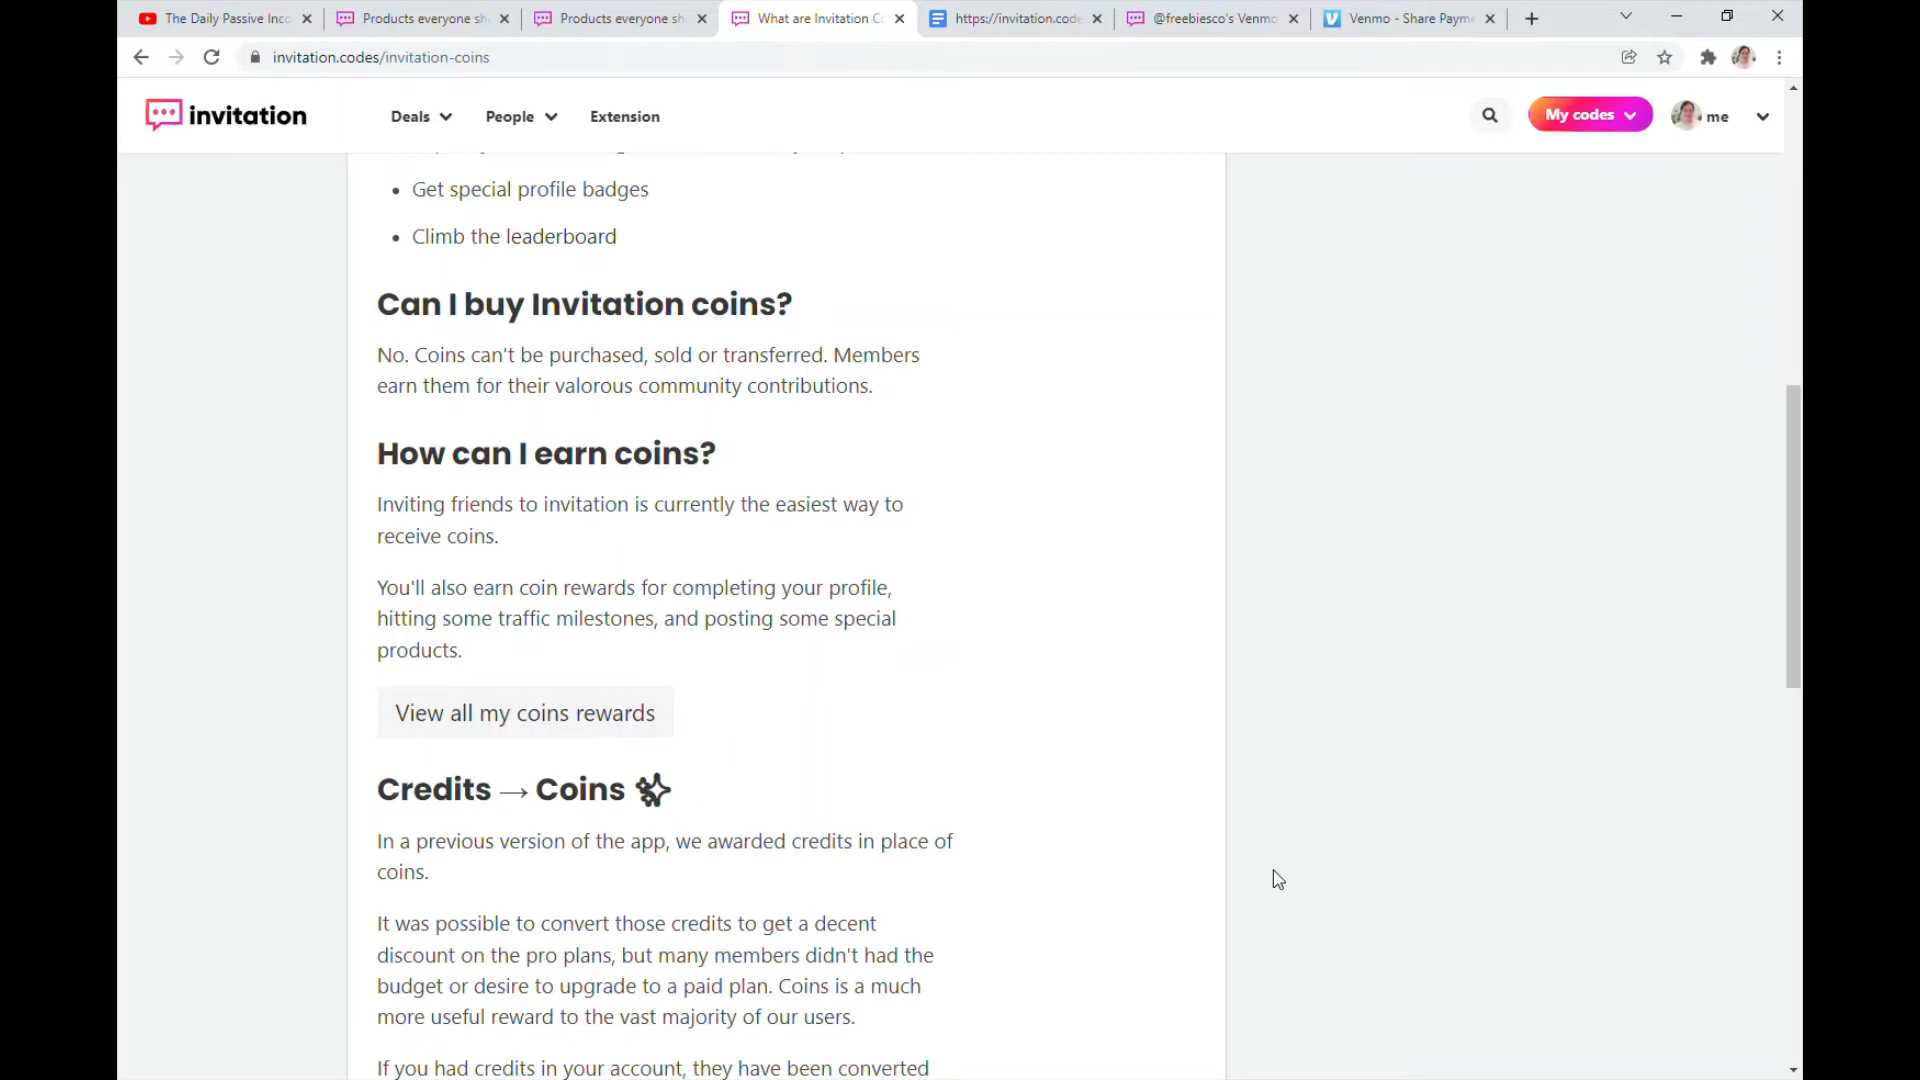 The Daily Passive Inc
Products everyone sh
Products everyone sh
What are Invitation C
https://invitation.code
@freebiesco's Venmo
Venmo - Share Payme
invitation.codes/invitation-coins
invitation
Deals
People
Extension
My codes
me
• Get special profile badges
• Climb the leaderboard
Can I buy Invitation coins?
No. Coins can't be purchased, sold or transferred. Members
earn them for their valorous community contributions.
How can I earn coins?
Inviting friends to invitation is currently the easiest way to
receive coins.
You'll also earn coin rewards for completing your profile,
hitting some traffic milestones, and posting some special
products.
View all my coins rewards
Credits → Coins ✨
In a previous version of the app, we awarded credits in place of
coins.
It was possible to convert those credits to get a decent
discount on the pro plans, but many members didn't had the
budget or desire to upgrade to a paid plan. Coins is a much
more useful reward to the vast majority of our users.
If you had credits in your account, they have been converted